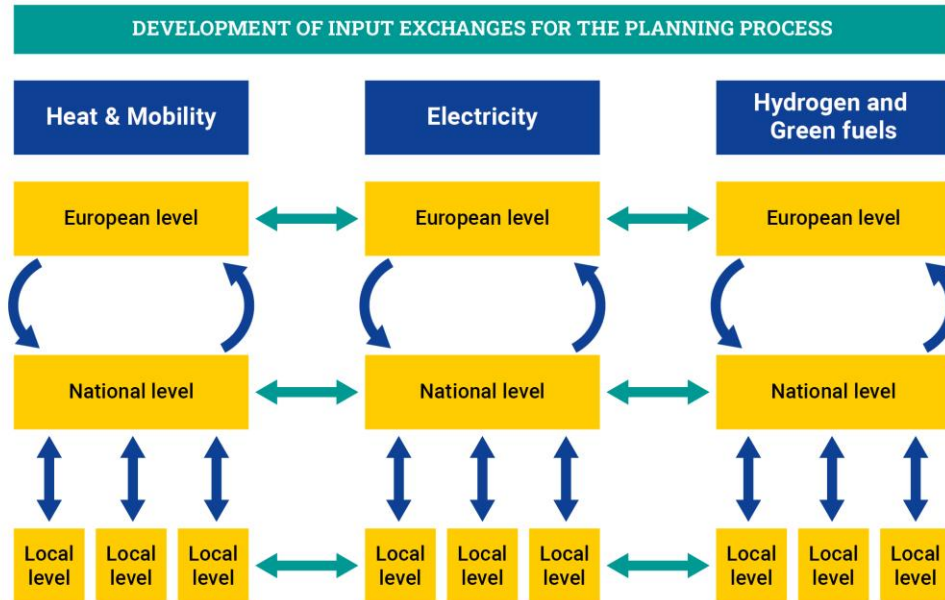 DEVELOPMENT OF INPUT EXCHANGES FOR THE PLANNING PROCESS
Heat & Mobility
Electricity
Hydrogen and
Green fuels
European level
European level
European level
National level
National level
National level
Local
level
Local
level
Local
level
Local
level
Local
level
Local
level
Local
level
Local
level
Local
level